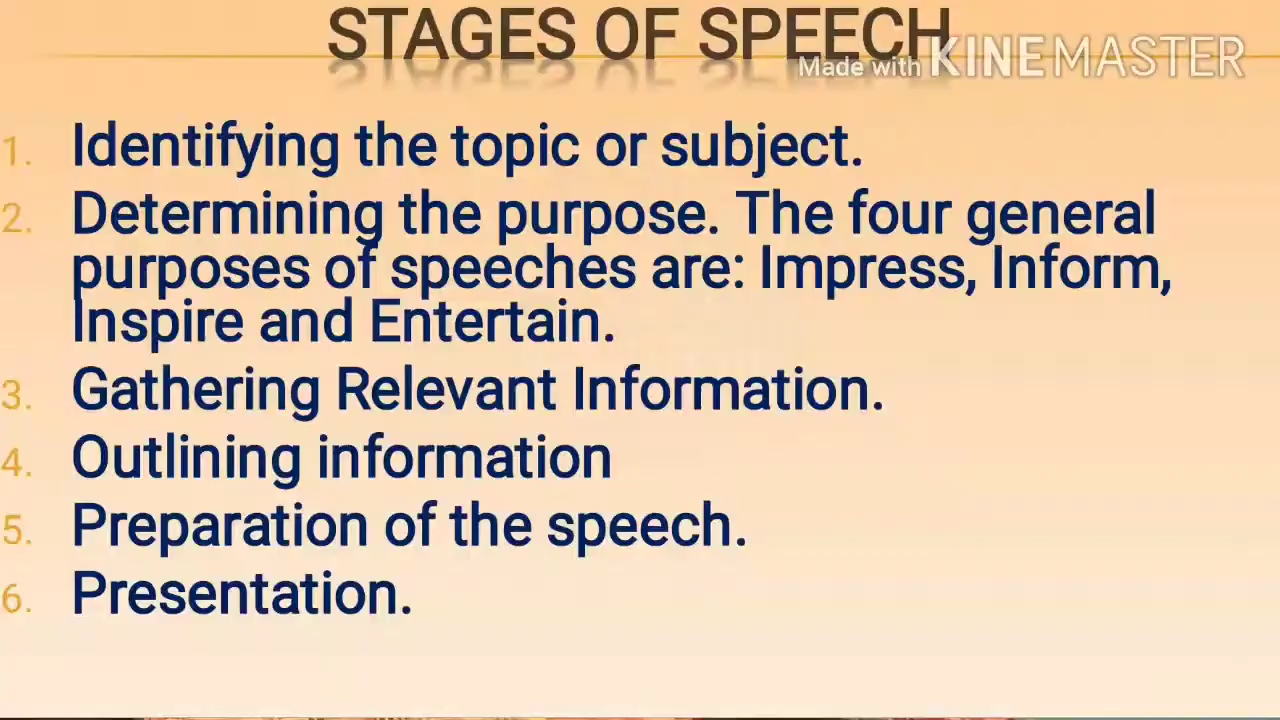 STAGES OF SPEECH
Made with KINEMASTER
1. Identifying the topic or subject.
2. Determining the purpose. The four general
purposes of speeches are: Impress, Inform,
Inspire and Entertain.
3. Gathering Relevant Information.
4. Outlining information
5. Preparation of the speech.
6. Presentation.